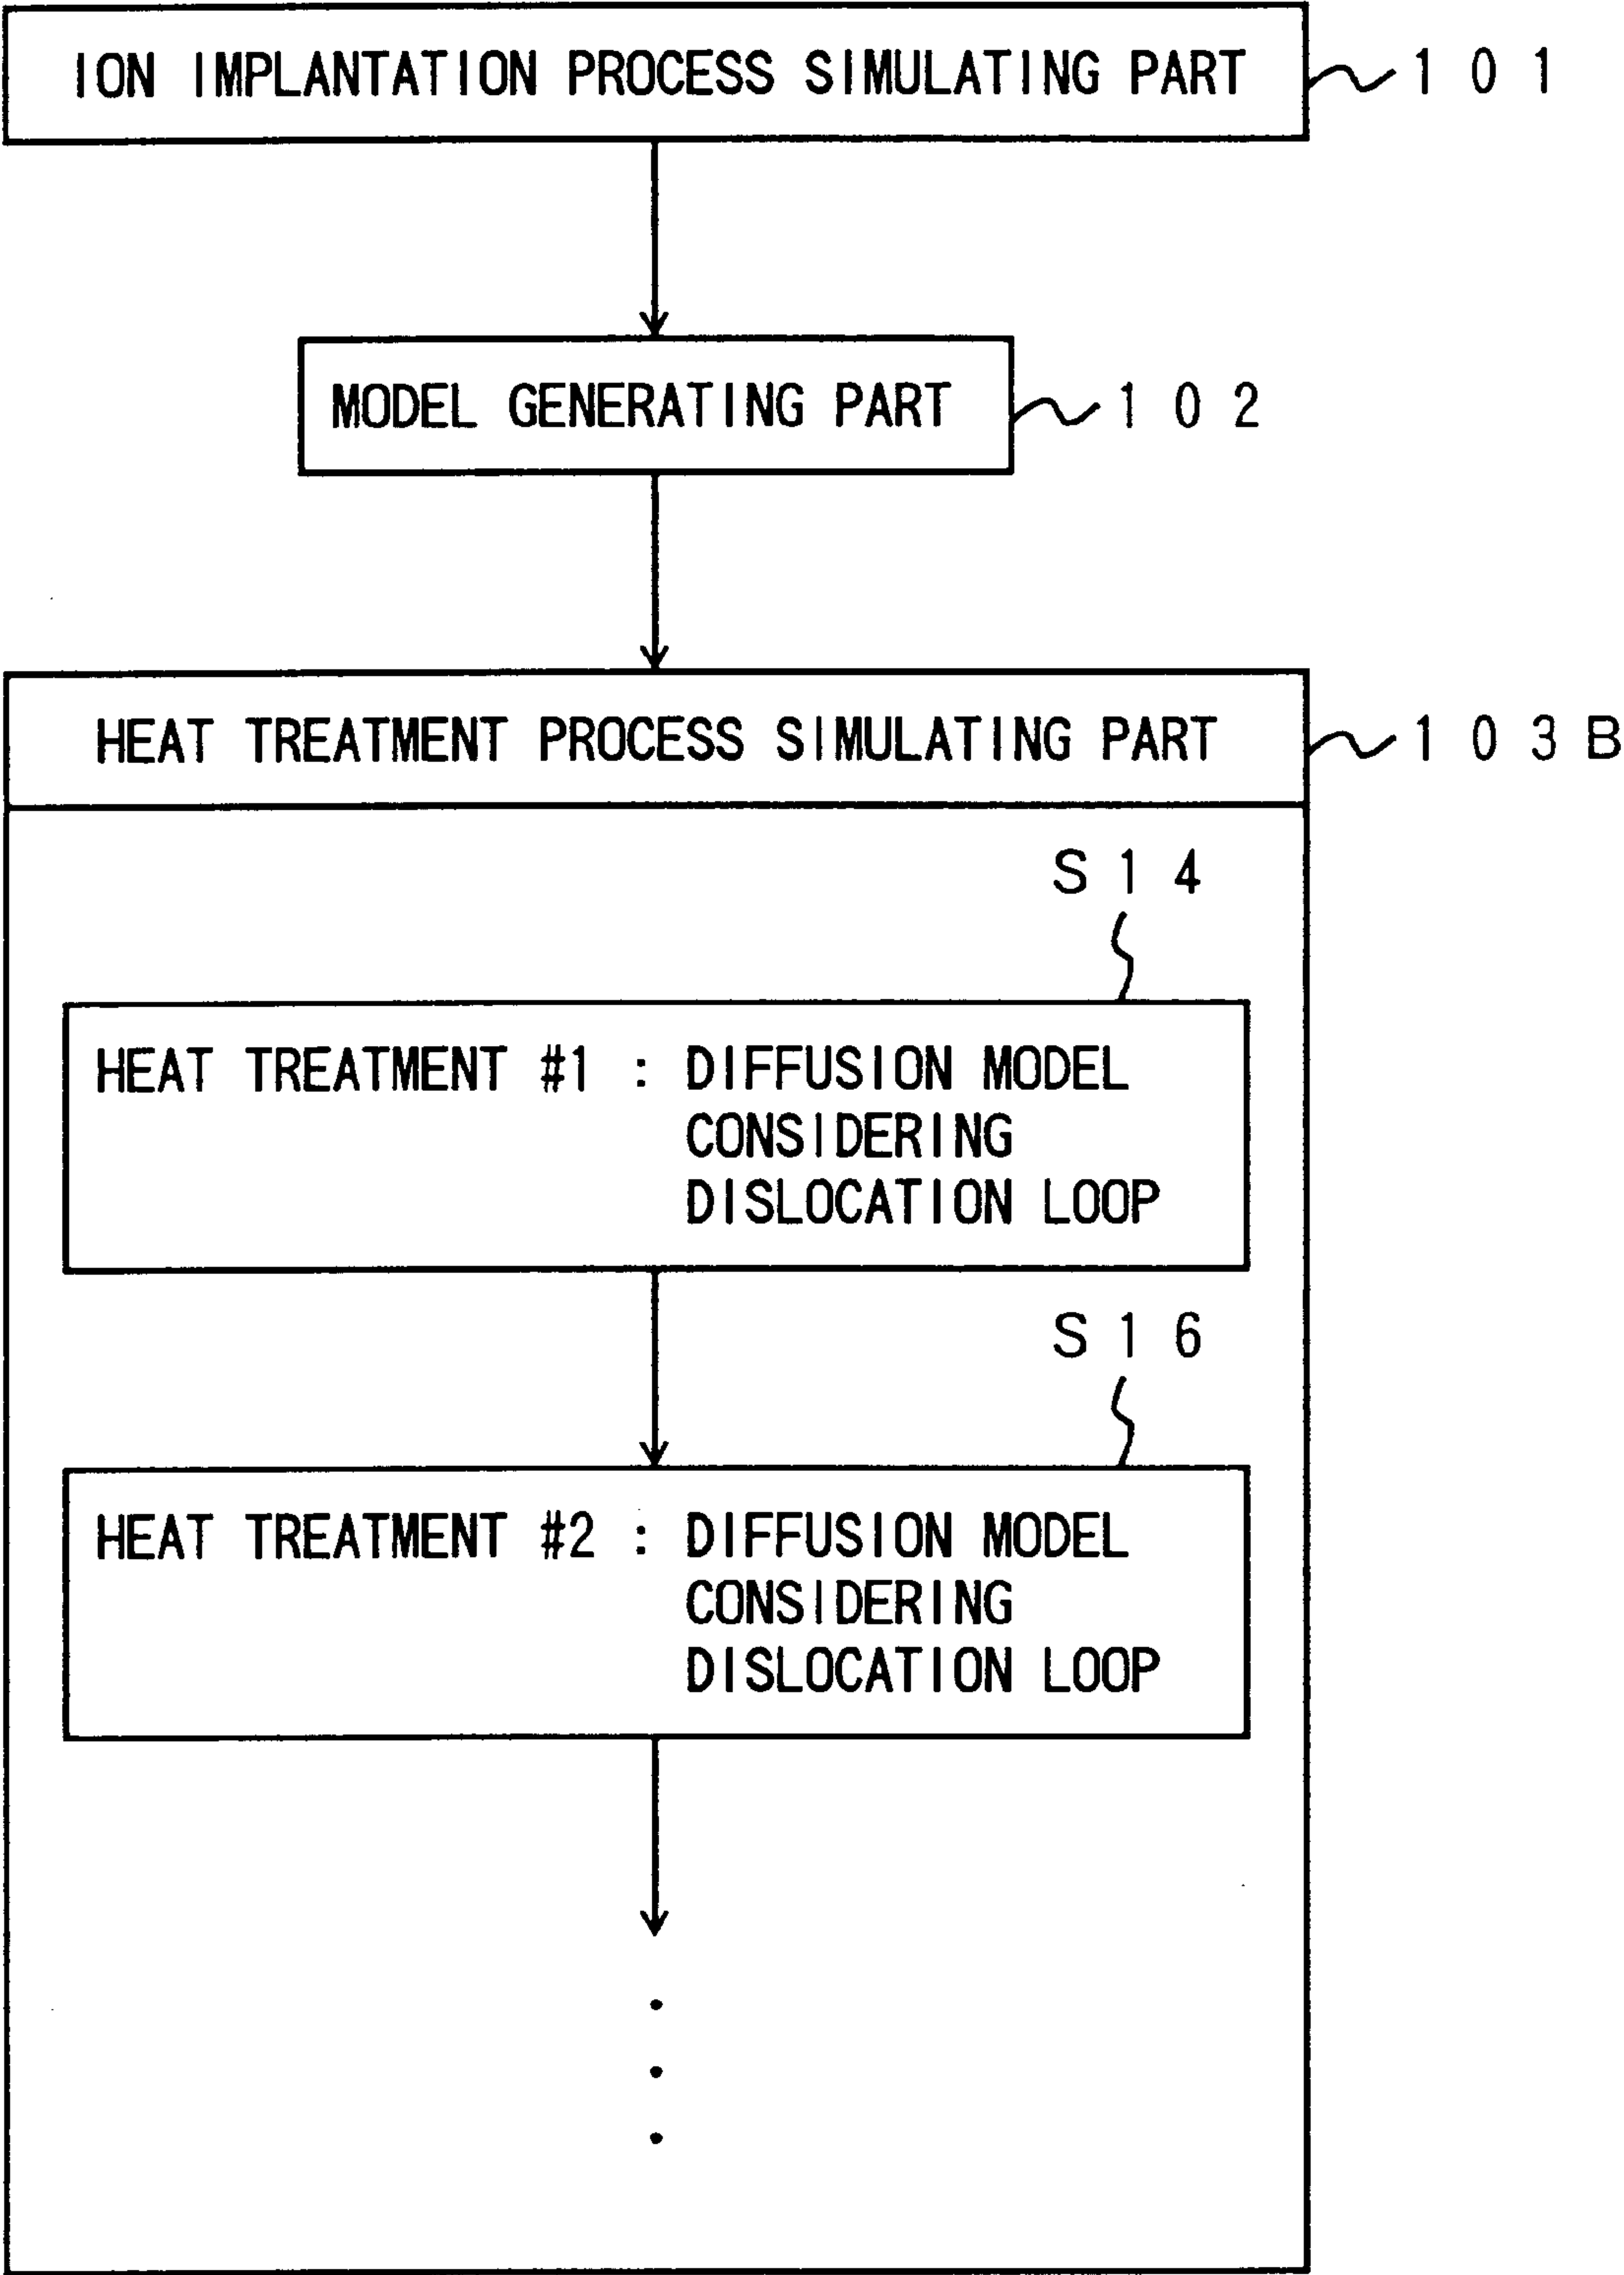 ION IMPLANTATION PROCESS SIMULATING PART 101
MODEL GENERATING PART 102
HEAT TREATMENT PROCESS SIMULATING PART 103B
S14
HEAT TREATMENT #1 : DIFFUSION MODEL
CONSIDERING
DISLOCATION LOOP
S16
HEAT TREATMENT #2 : DIFFUSION MODEL
CONSIDERING
DISLOCATION LOOP